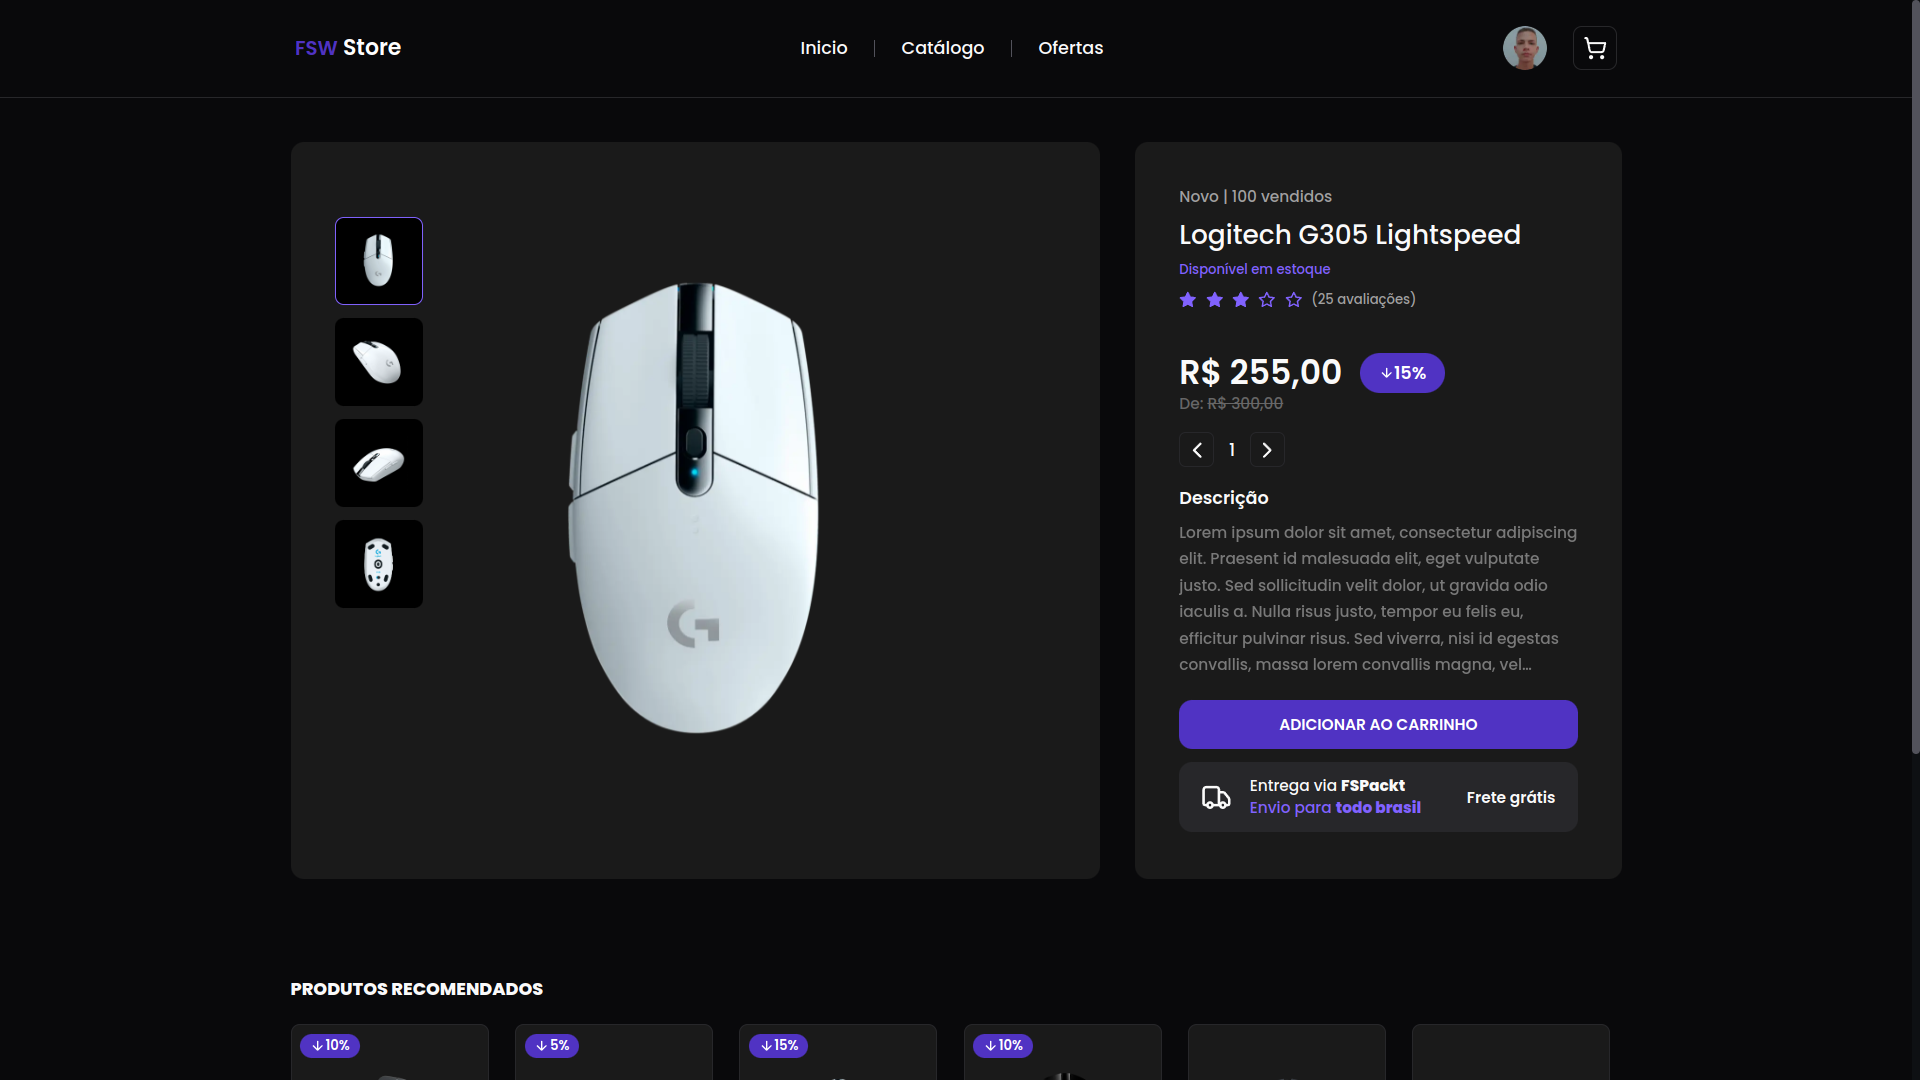 FSW Store
Inicio
Catálogo
Ofertas
Novo | 100 vendidos
Logitech G305 Lightspeed
Disponível em estoque
(25 avaliações)
R$ 255,00
15%
De: R$ 300,00
1
Descrição
Lorem ipsum dolor sit amet, consectetur adipiscing
elit. Praesent id malesuada elit, eget vulputate
justo. Sed sollicitudin velit dolor, ut gravida odio
iaculis a. Nulla risus justo, tempor eu felis eu,
efficitur pulvinar risus. Sed viverra, nisi id egestas
convallis, massa lorem convallis magna, vel...
ADICIONAR AO CARRINHO
Entrega via FSPackt
Envio para todo brasil
Frete grátis
PRODUTOS RECOMENDADOS
10%
5%
15%
10%